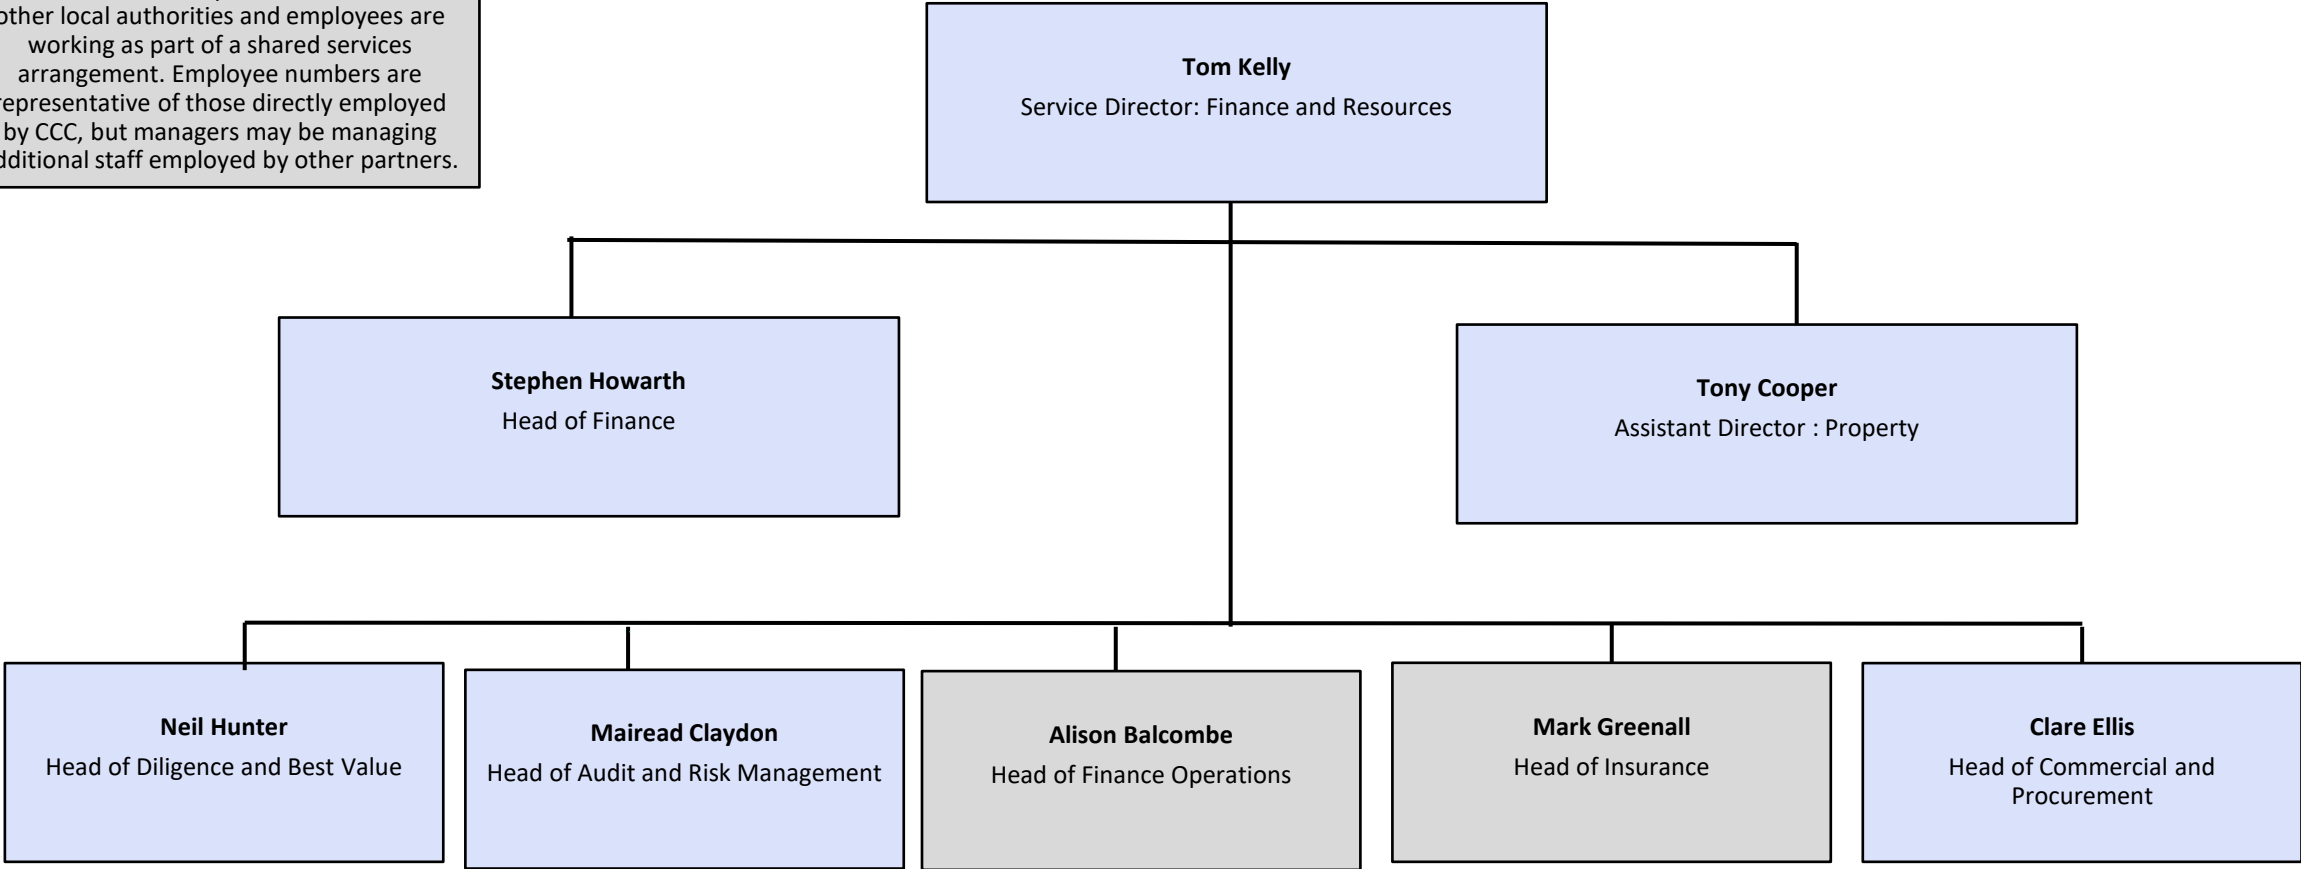 other local authorities and employees are
working as part of a shared services
arrangement. Employee numbers are
representative of those directly employed
by CCC, but managers may be managing
additional staff employed by other partners.
Tom Kelly
Service Director: Finance and Resources
Stephen Howarth
Head of Finance
Tony Cooper
Assistant Director : Property
Neil Hunter
Head of Diligence and Best Value
Mairead Claydon
Head of Audit and Risk Management
Alison Balcombe
Head of Finance Operations
Mark Greenall
Head of Insurance
Clare Ellis
Head of Commercial and
Procurement